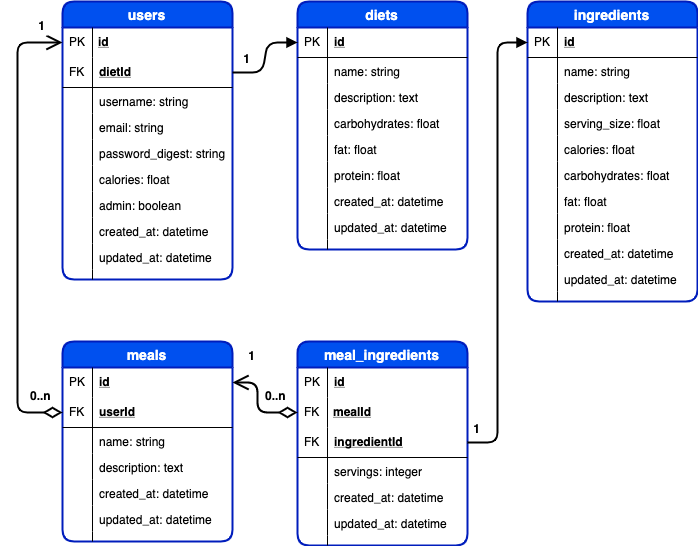 users
1
PK id
FK dietId
username: string
email: string
password_digest: string
calories: float
admin: boolean
created_at: datetime
updated_at: datetime
1
diets
PK id
name: string
description: text
carbohydrates: float
fat: float
protein: float
created_at: datetime
updated_at: datetime
ingredients
PK id
name: string
description: text
serving_size: float
calories: float
carbohydrates: float
fat: float
protein: float
created_at: datetime
updated_at: datetime
meals
PK id
0..n
FK userId
name: string
description: text
created_at: datetime
updated_at: datetime
1
0..n
meal_ingredients
PK id
FK mealId
FK ingredientId
1
servings: integer
created_at: datetime
updated_at: datetime